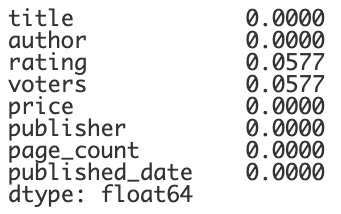 title 0.0000
author 0.0000
rating 0.0577
voters 0.0577
price 0.0000
publisher 0.0000
page_count 0.0000
published_date 0.0000
dtype: float64